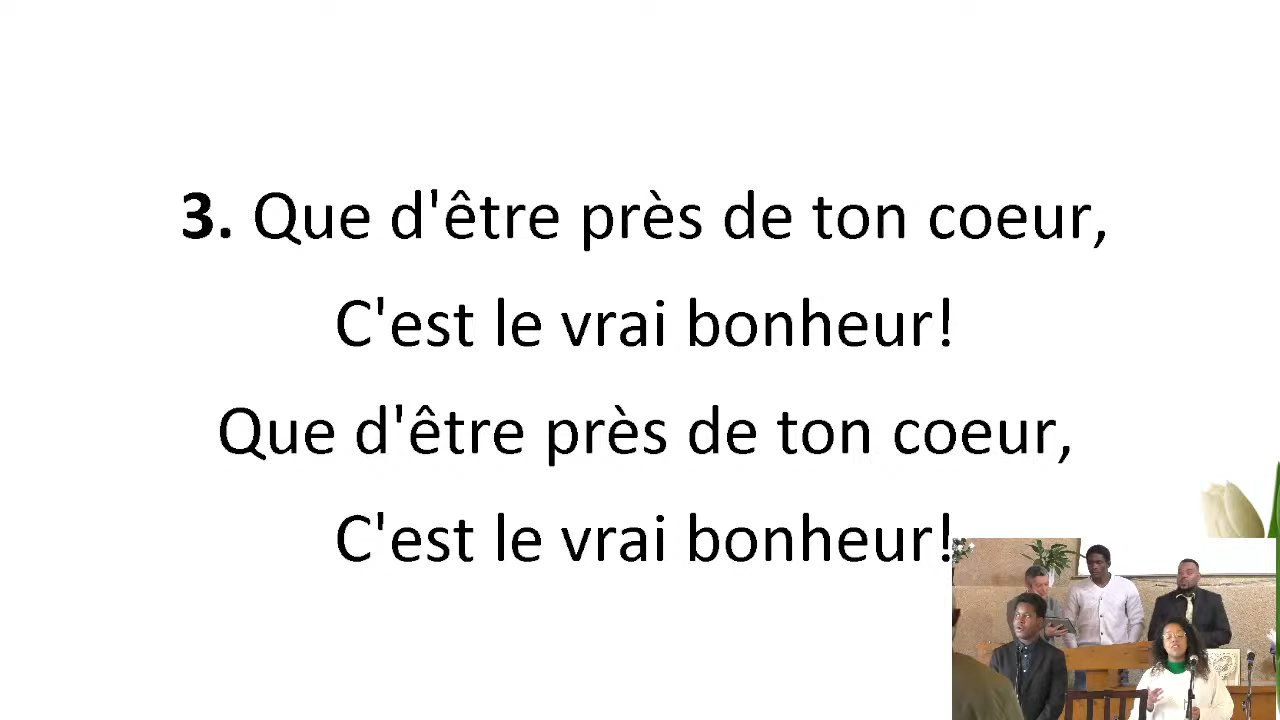 3. Que d'être près de ton coeur,
C'est le vrai bonheur!
Que d'être près de ton coeur,
C'est le vrai bonheur!